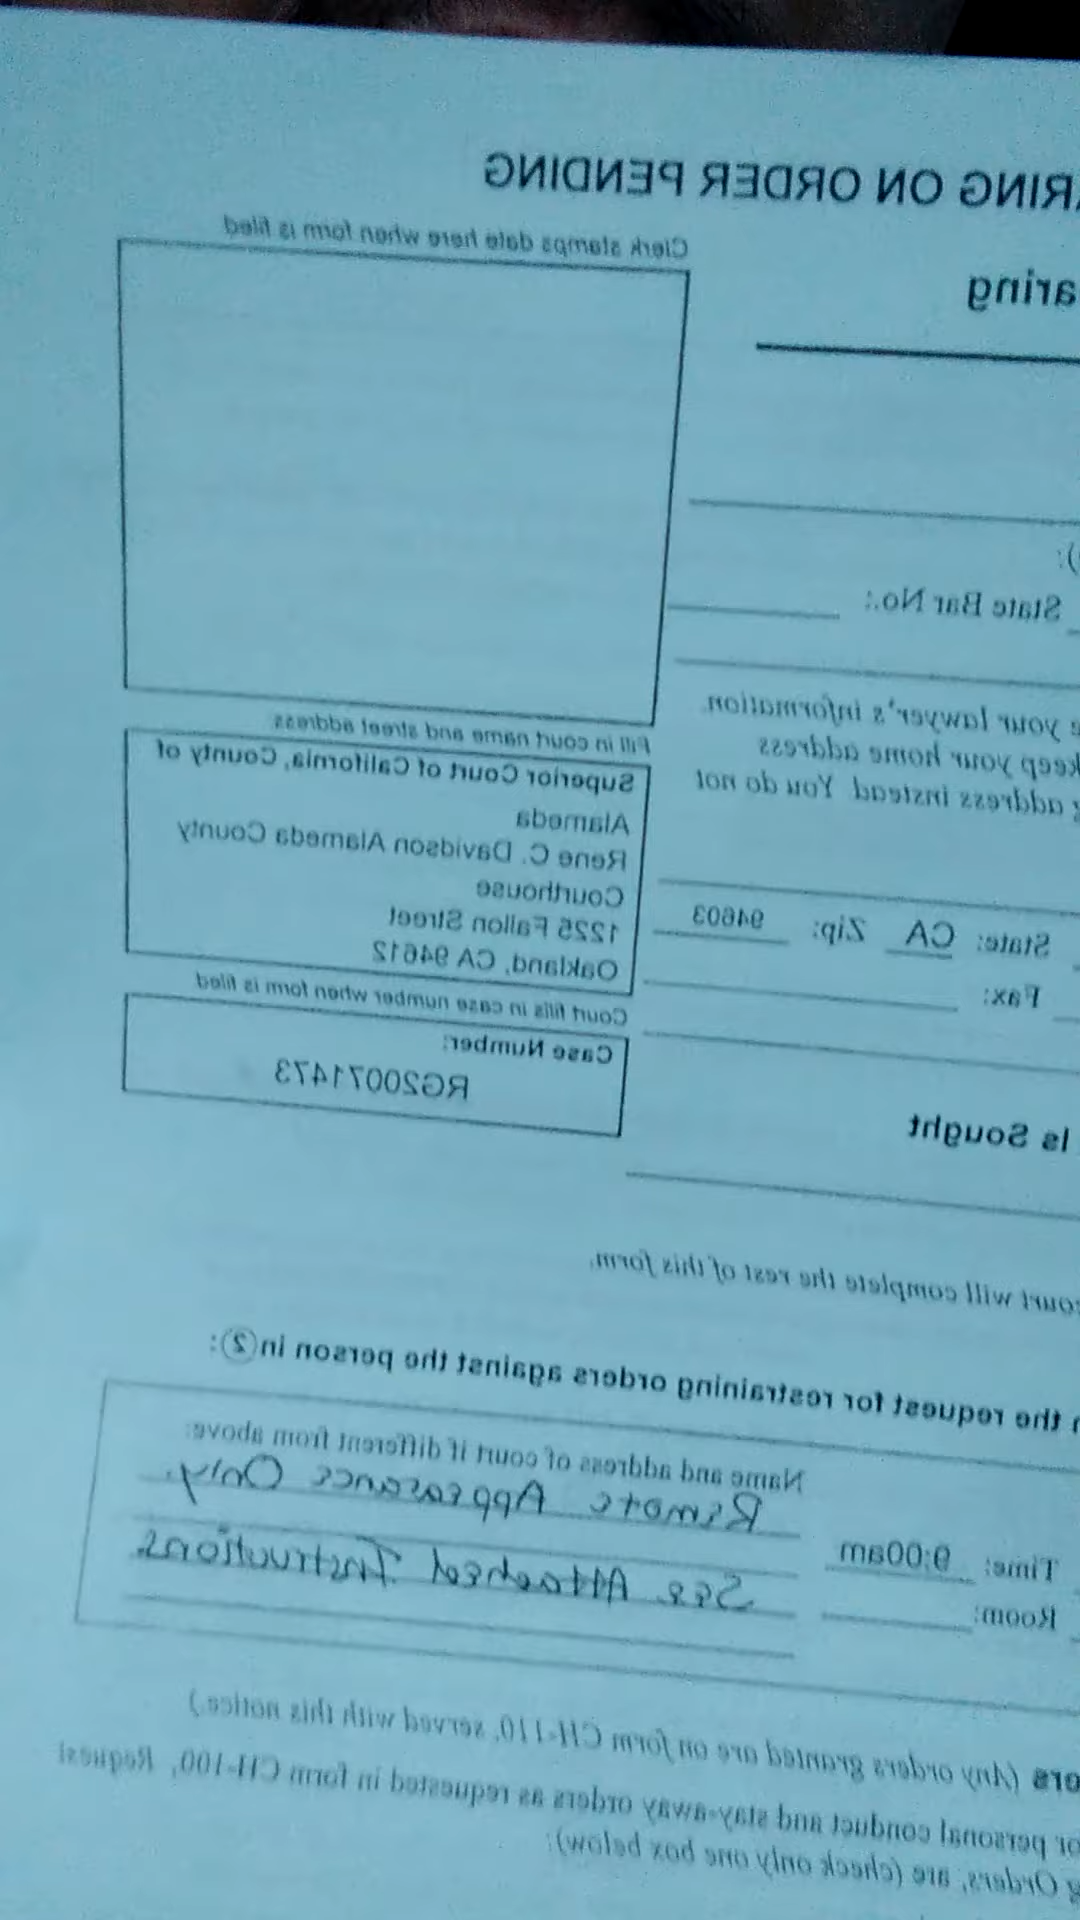 RING ON ORDER PENDING
Clerk stamps date here when form is filed
aring
):
State Bar No.:
e your lawyer's information
keep your home address
g address instead. You do not
Fill in court name and street address:
Superior Court of California, County of
Alameda
Rene C. Davidson Alameda County
Courthouse
1225 Fallon Street
Oakland, CA 94612
State: CA Zip: 94603
Fax:
Court fills in case number when form is filed
Case Number:
RG20071473
Is Sought
court will complete the rest of this form.
n the request for restraining orders against the person in 2:
Name and address of court if different from above:
Remote Appearance Only.
See Attached Instructions.
Time: 9:00am
Room:
ers (Any orders granted are on form CH-110, served with this notice.)
or personal conduct and stay-away orders as requested in form CH-100, Request
g Orders, are (check only one box below):